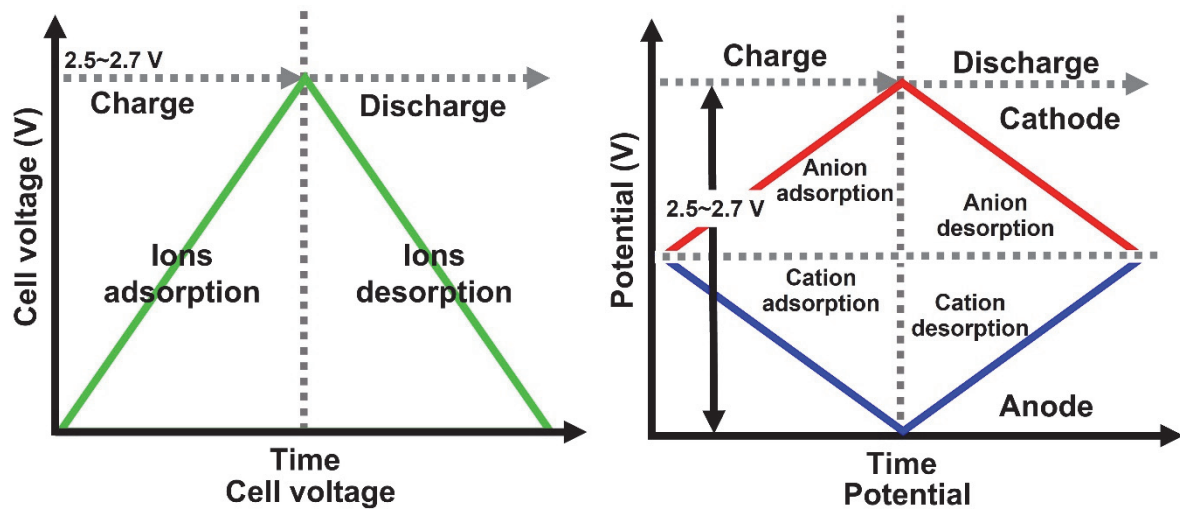 Cell voltage (V)
2.5~2.7 V
Charge
Discharge
Ions
adsorption
Ions
desorption
Time
Cell voltage
Potential (V)
Charge
Discharge
Cathode
Anion
adsorption
2.5~2.7 V
Anion
desorption
Cation
adsorption
Cation
desorption
Anode
Time
Potential